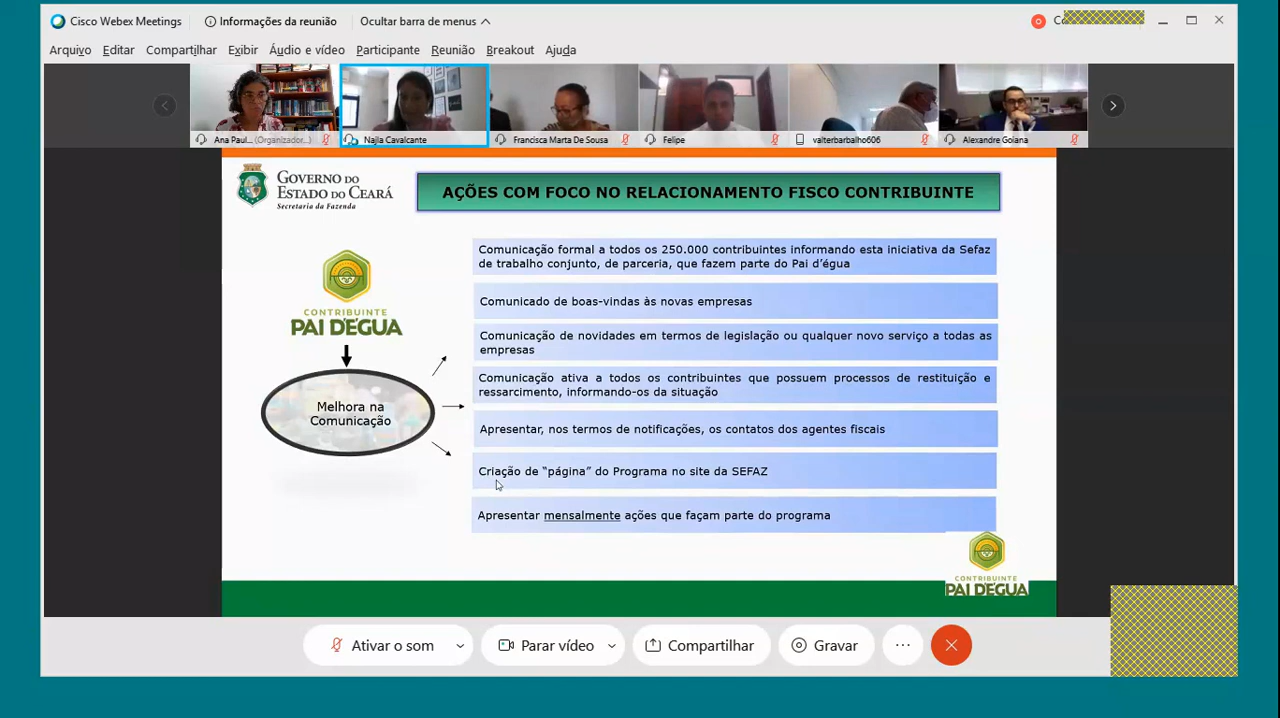 Cisco Webex Meetings
Informações da reunião
Ocultar barra de menus
Arquivo Editar Compartilhar Exibir Áudio e vídeo Participante Reunião Breakout Ajuda
Ana Paul... (Organizador...)
Najla Cavalcante
Francisca Marta De Sousa
Felipe
valterbarbalho606
Alexandre Goiana
GOVERNO DO
ESTADO DO CEARÁ
Secretaria da Fazenda
AÇÕES COM FOCO NO RELACIONAMENTO FISCO CONTRIBUINTE
CONTRIBUINTE
PAI D'ÉGUA
Melhora na
Comunicação
Comunicação formal a todos os 250.000 contribuintes informando esta iniciativa da Sefaz
de trabalho conjunto, de parceria, que fazem parte do Pai d’égua
Comunicado de boas-vindas às novas empresas
Comunicação de novidades em termos de legislação ou qualquer novo serviço a todas as
empresas
Comunicação ativa a todos os contribuintes que possuem processos de restituição e
ressarcimento, informando-os da situação
Apresentar, nos termos de notificações, os contatos dos agentes fiscais
Criação de “página” do Programa no site da SEFAZ
Apresentar mensalmente ações que façam parte do programa
CONTRIBUINTE
PAI D'ÉGUA
Ativar o som
Parar vídeo
Compartilhar
Gravar